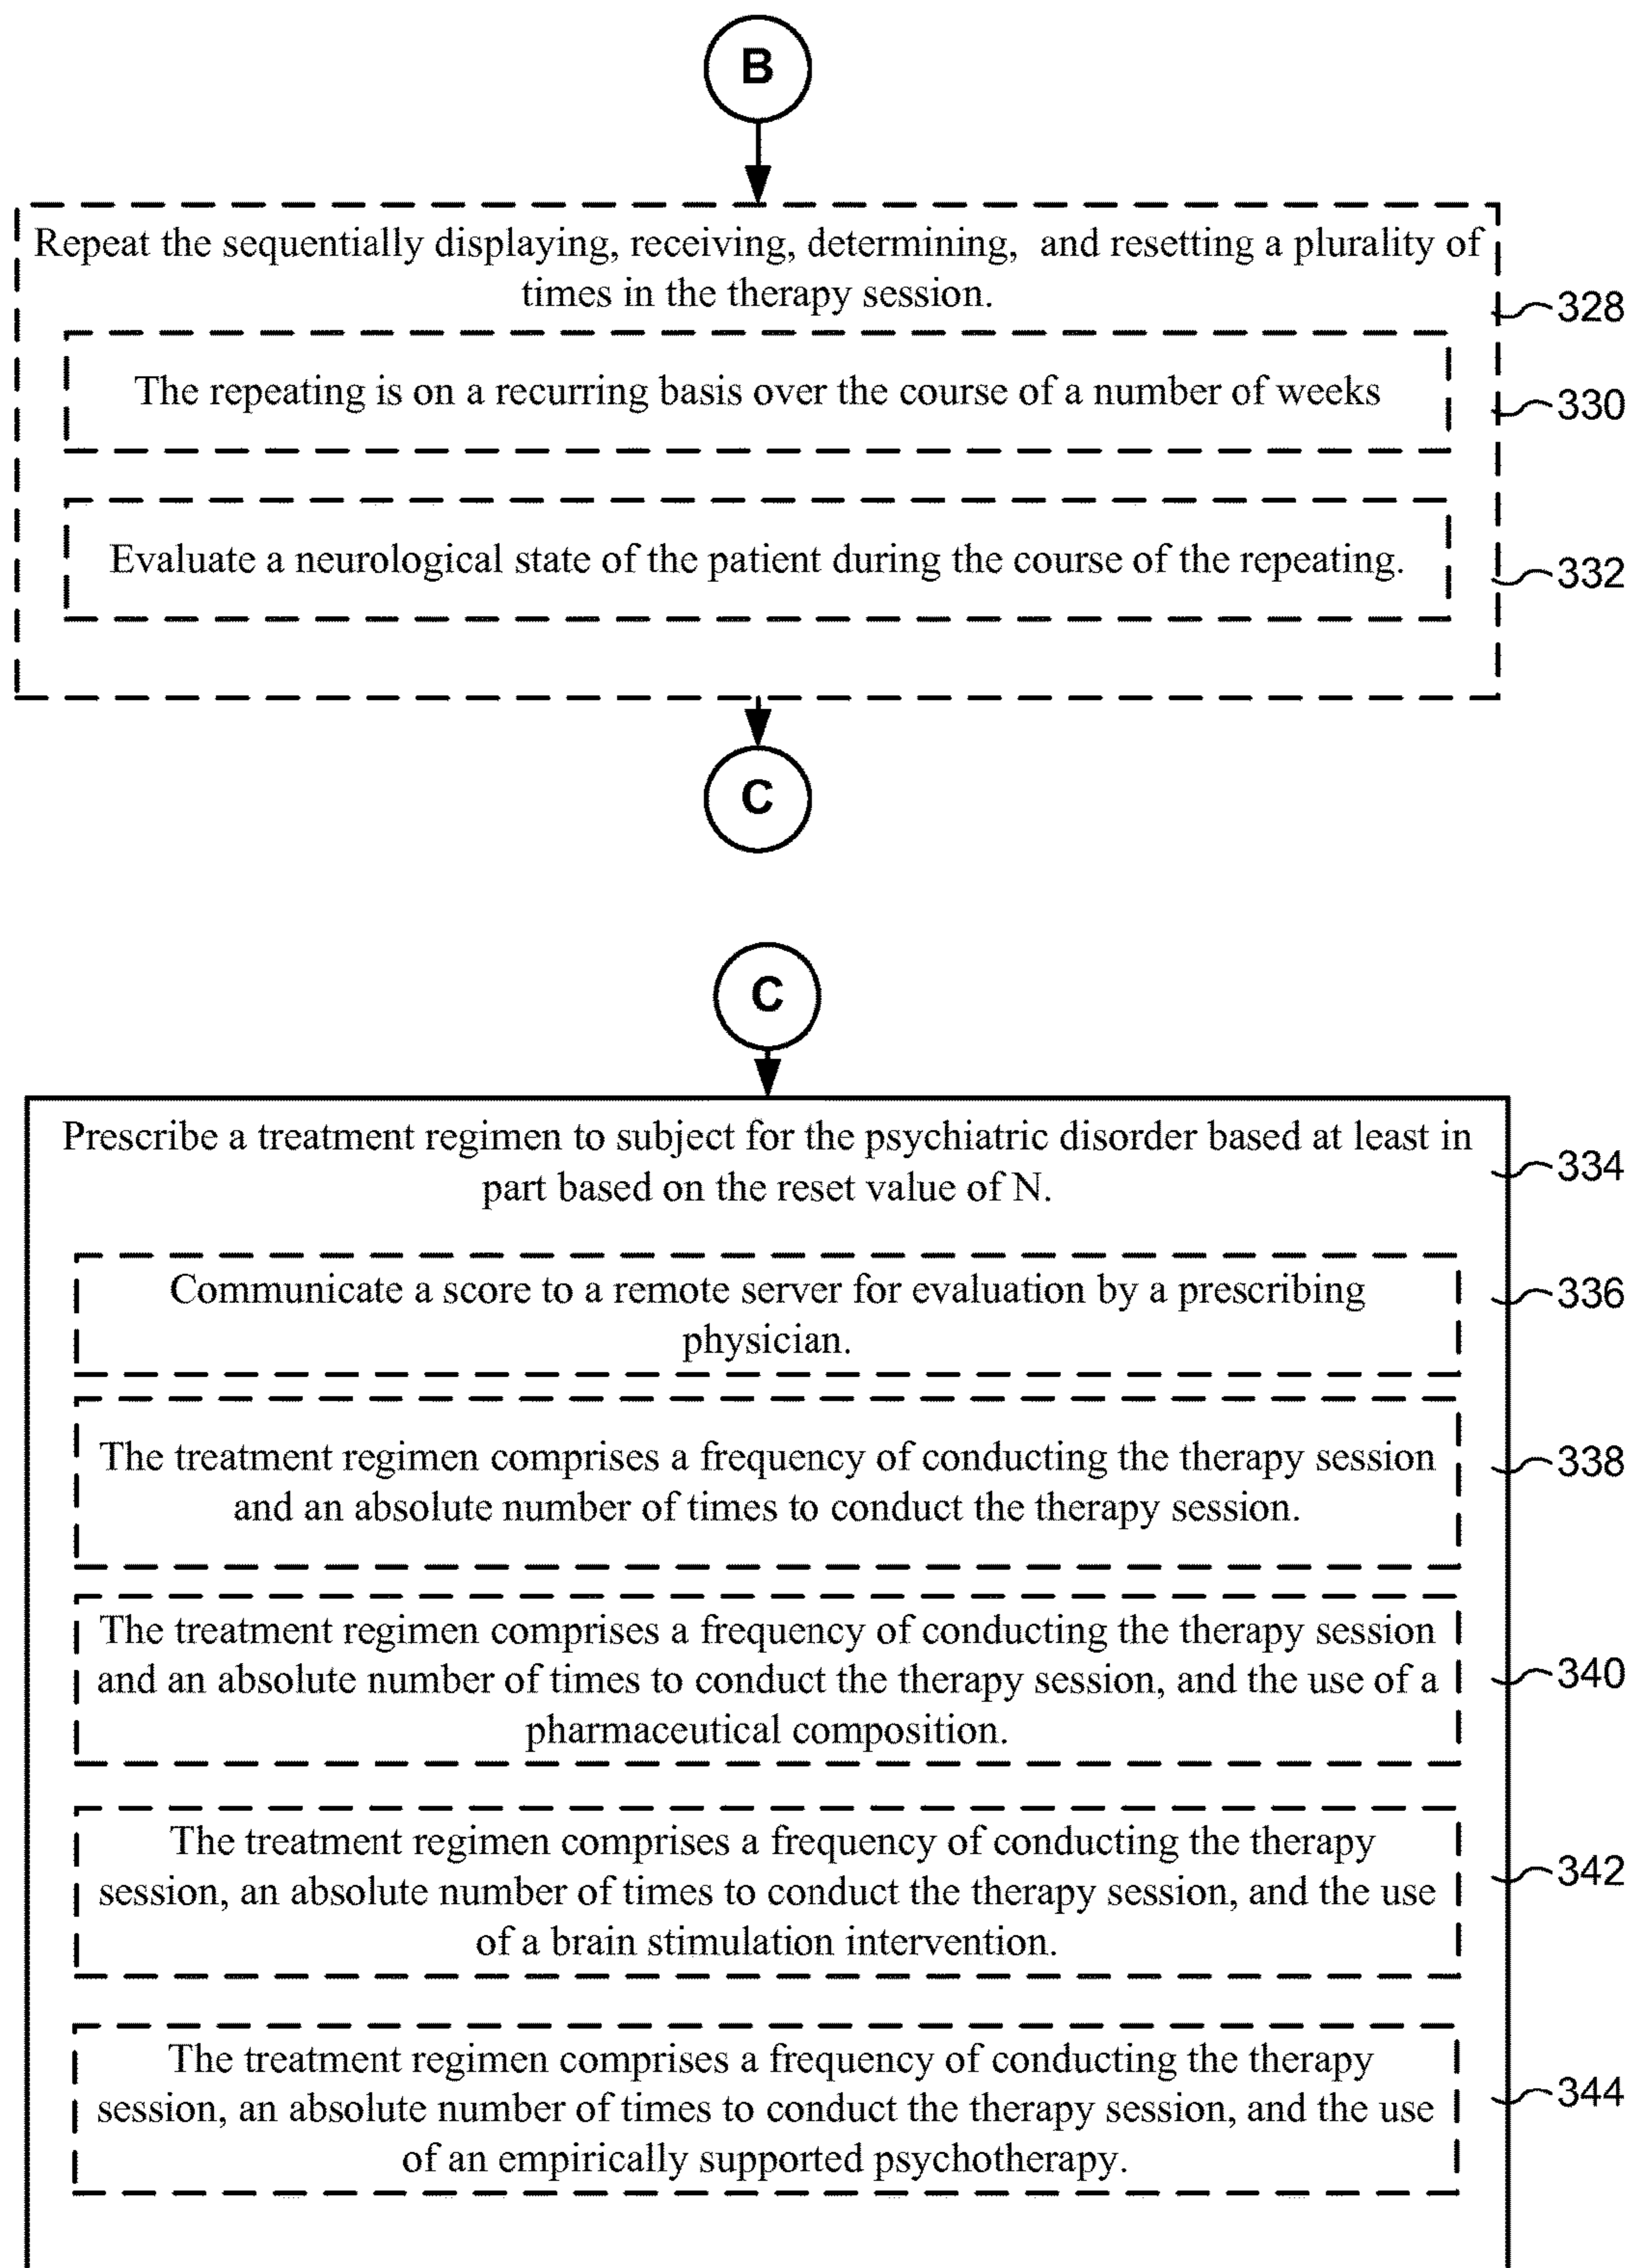 B
Repeat the sequentially displaying, receiving, determining, and resetting a plurality of
times in the therapy session.
328
The repeating is on a recurring basis over the course of a number of weeks
330
Evaluate a neurological state of the patient during the course of the repeating.
332
C
C
Prescribe a treatment regimen to subject for the psychiatric disorder based at least in
part based on the reset value of N.
334
Communicate a score to a remote server for evaluation by a prescribing
physician.
336
The treatment regimen comprises a frequency of conducting the therapy session
and an absolute number of times to conduct the therapy session.
338
The treatment regimen comprises a frequency of conducting the therapy session
and an absolute number of times to conduct the therapy session, and the use of a
pharmaceutical composition.
340
The treatment regimen comprises a frequency of conducting the therapy
session, an absolute number of times to conduct the therapy session, and the use
of a brain stimulation intervention.
342
The treatment regimen comprises a frequency of conducting the therapy
session, an absolute number of times to conduct the therapy session, and the use
of an empirically supported psychotherapy.
344